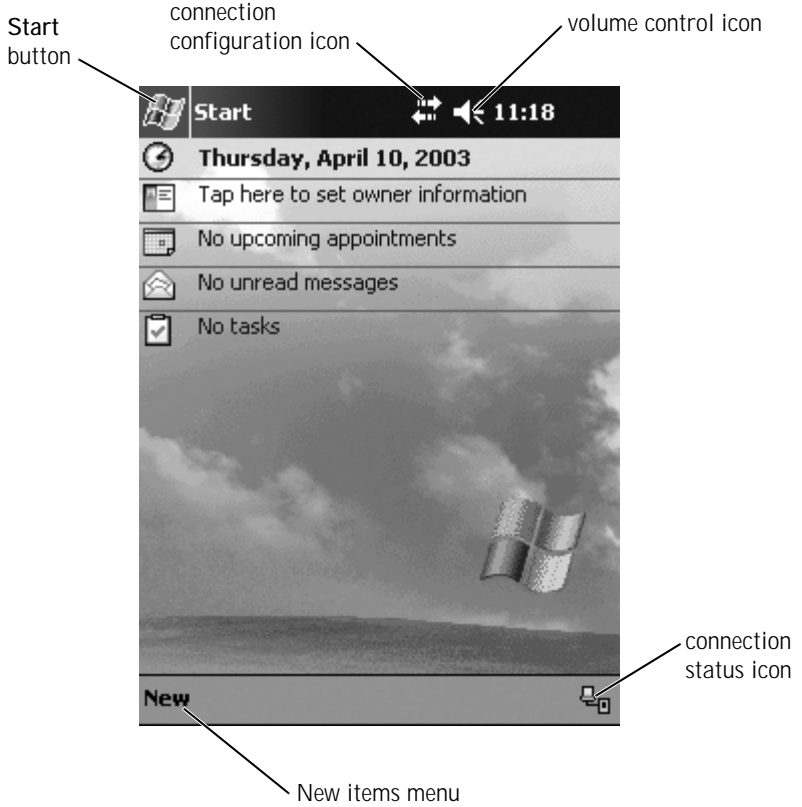 Start
button
connection
configuration icon
volume control icon
Start 11:18
Thursday, April 10, 2003
Tap here to set owner information
No upcoming appointments
No unread messages
No tasks
connection
status icon
New
New items menu